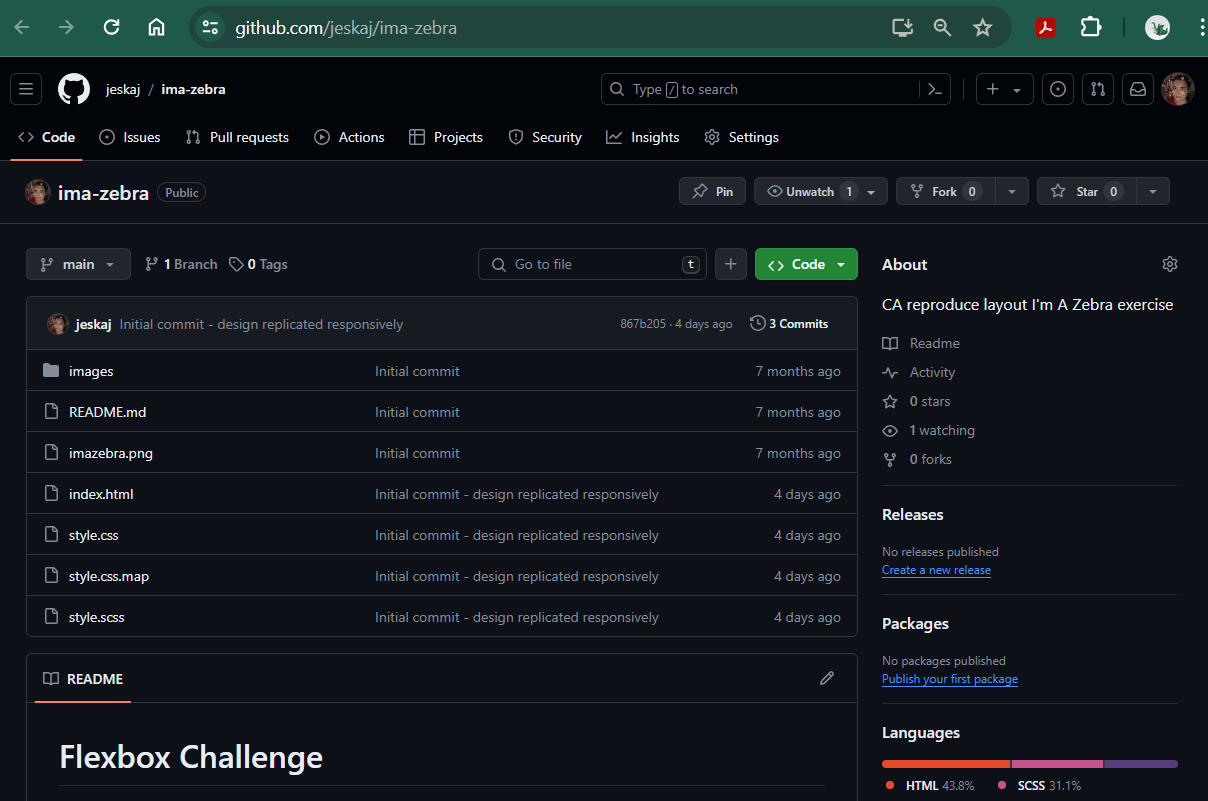 github.com/jeskaj/ima-zebra
jeskaj / ima-zebra
Type / to search
Code Issues Pull requests Actions Projects Security Insights Settings
ima-zebra Public
Pin Unwatch 1 Fork 0 Star 0
main 1 Branch 0 Tags Go to file t Code
jeskaj Initial commit - design replicated responsively 867b205 · 4 days ago 3 Commits
images Initial commit 7 months ago
README.md Initial commit 7 months ago
imazebra.png Initial commit 7 months ago
index.html Initial commit - design replicated responsively 4 days ago
style.css Initial commit - design replicated responsively 4 days ago
style.css.map Initial commit - design replicated responsively 4 days ago
style.scss Initial commit - design replicated responsively 4 days ago
README
Flexbox Challenge
About
CA reproduce layout I'm A Zebra exercise
Readme
Activity
0 stars
1 watching
0 forks
Releases
No releases published
Create a new release
Packages
No packages published
Publish your first package
Languages
HTML 43.8% SCSS 31.1%